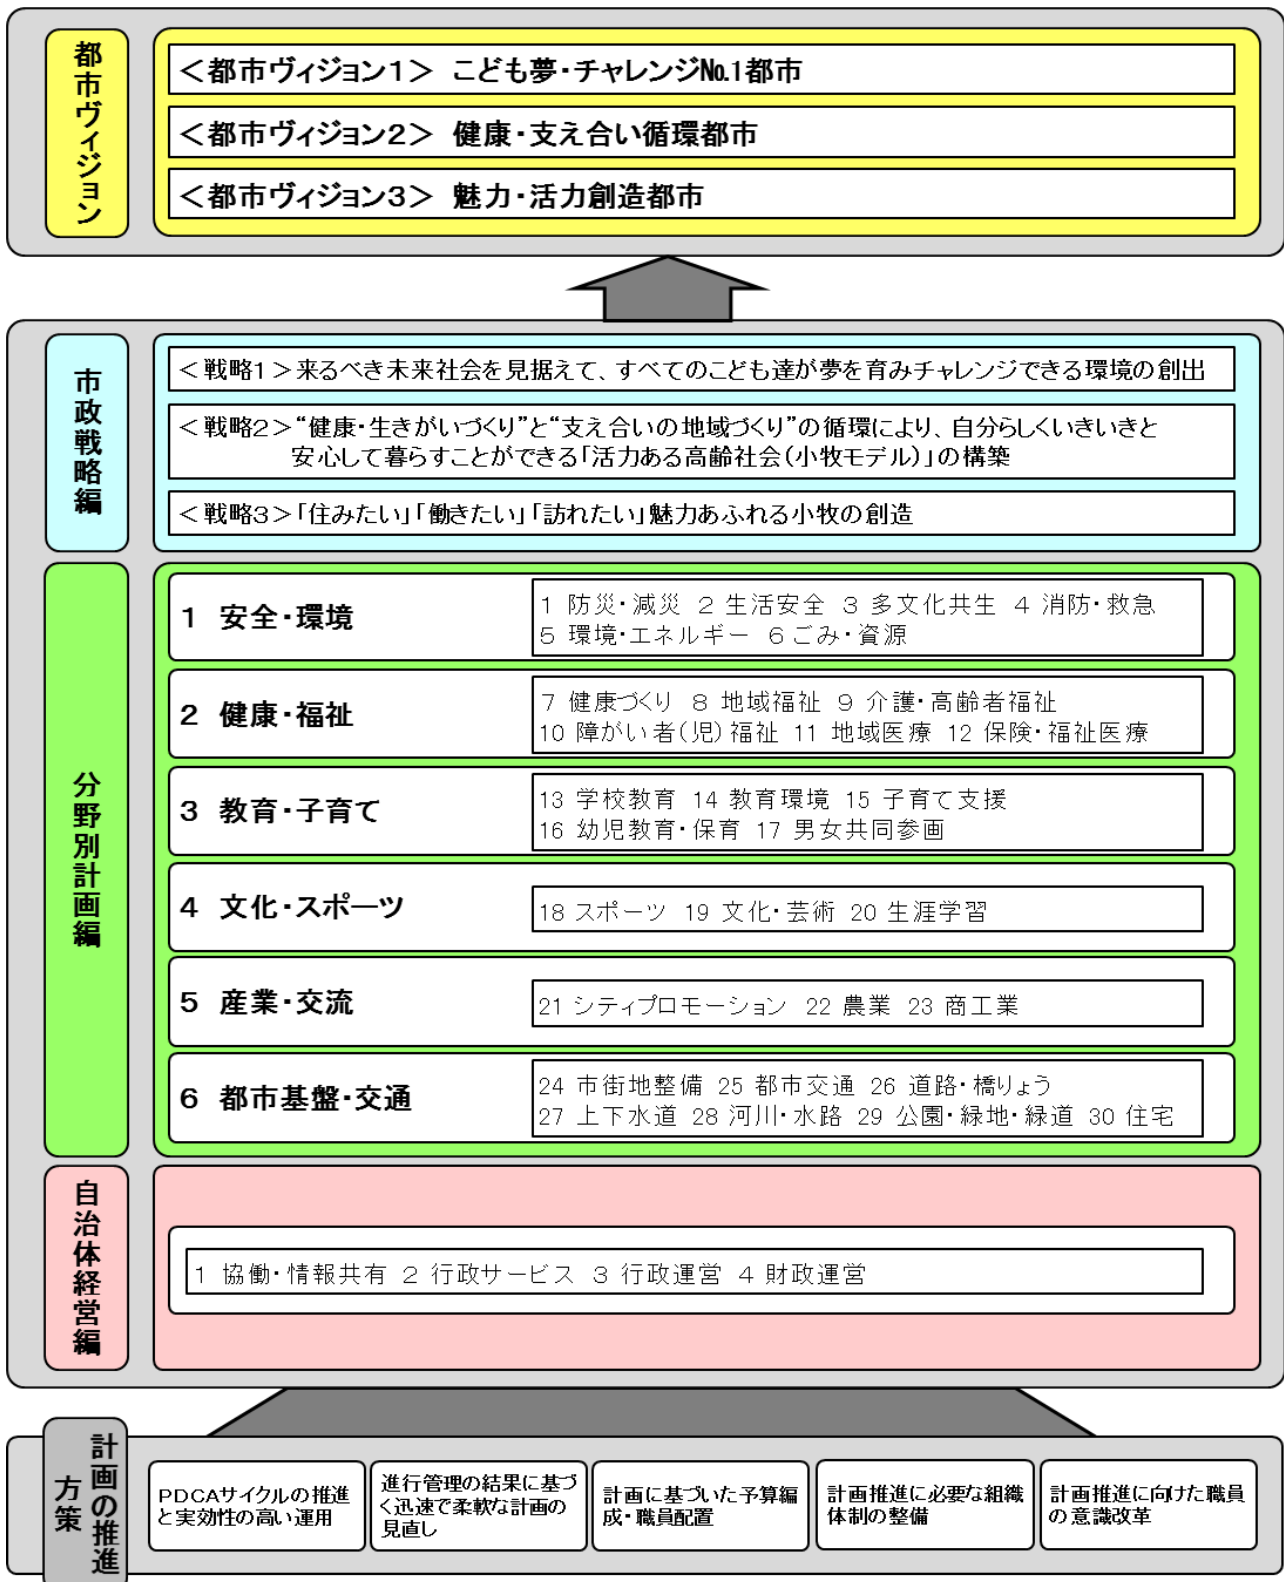 都市ヴィジョン
＜都市ヴィジョン1＞ こども夢・チャレンジ№1都市
＜都市ヴィジョン2＞ 健康・支え合い循環都市
＜都市ヴィジョン3＞ 魅力・活力創造都市
市政戦略編
＜戦略1＞来るべき未来社会を見据えて、すべてのこども達が夢を育みチャレンジできる環境の創出
＜戦略2＞“健康・生きがいづくり”と“支え合いの地域づくり”の循環により、自分らしくいきいきと
安心して暮らすことができる「活力ある高齢社会（小牧モデル）」の構築
＜戦略3＞「住みたい」「働きたい」「訪れたい」魅力あふれる小牧の創造
分野別計画編
1 安全・環境
1 防災・減災 2 生活安全 3 多文化共生 4 消防・救急
5 環境・エネルギー 6 ごみ・資源
2 健康・福祉
7 健康づくり 8 地域福祉 9 介護・高齢者福祉
10 障がい者（児）福祉 11 地域医療 12 保険・福祉医療
3 教育・子育て
13 学校教育 14 教育環境 15 子育て支援
16 幼児教育・保育 17 男女共同参画
4 文化・スポーツ
18 スポーツ 19 文化・芸術 20 生涯学習
5 産業・交流
21 シティプロモーション 22 農業 23 商工業
6 都市基盤・交通
24 市街地整備 25 都市交通 26 道路・橋りょう
27 上下水道 28 河川・水路 29 公園・緑地・緑道 30 住宅
自治体経営編
1 協働・情報共有 2 行政サービス 3 行政運営 4 財政運営
計画の推進
方策
PDCAサイクルの推進
と実効性の高い運用
進行管理の結果に基づ
く迅速で柔軟な計画の
見直し
計画に基づいた予算編
成・職員配置
計画推進に必要な組織
体制の整備
計画推進に向けた職員
の意識改革